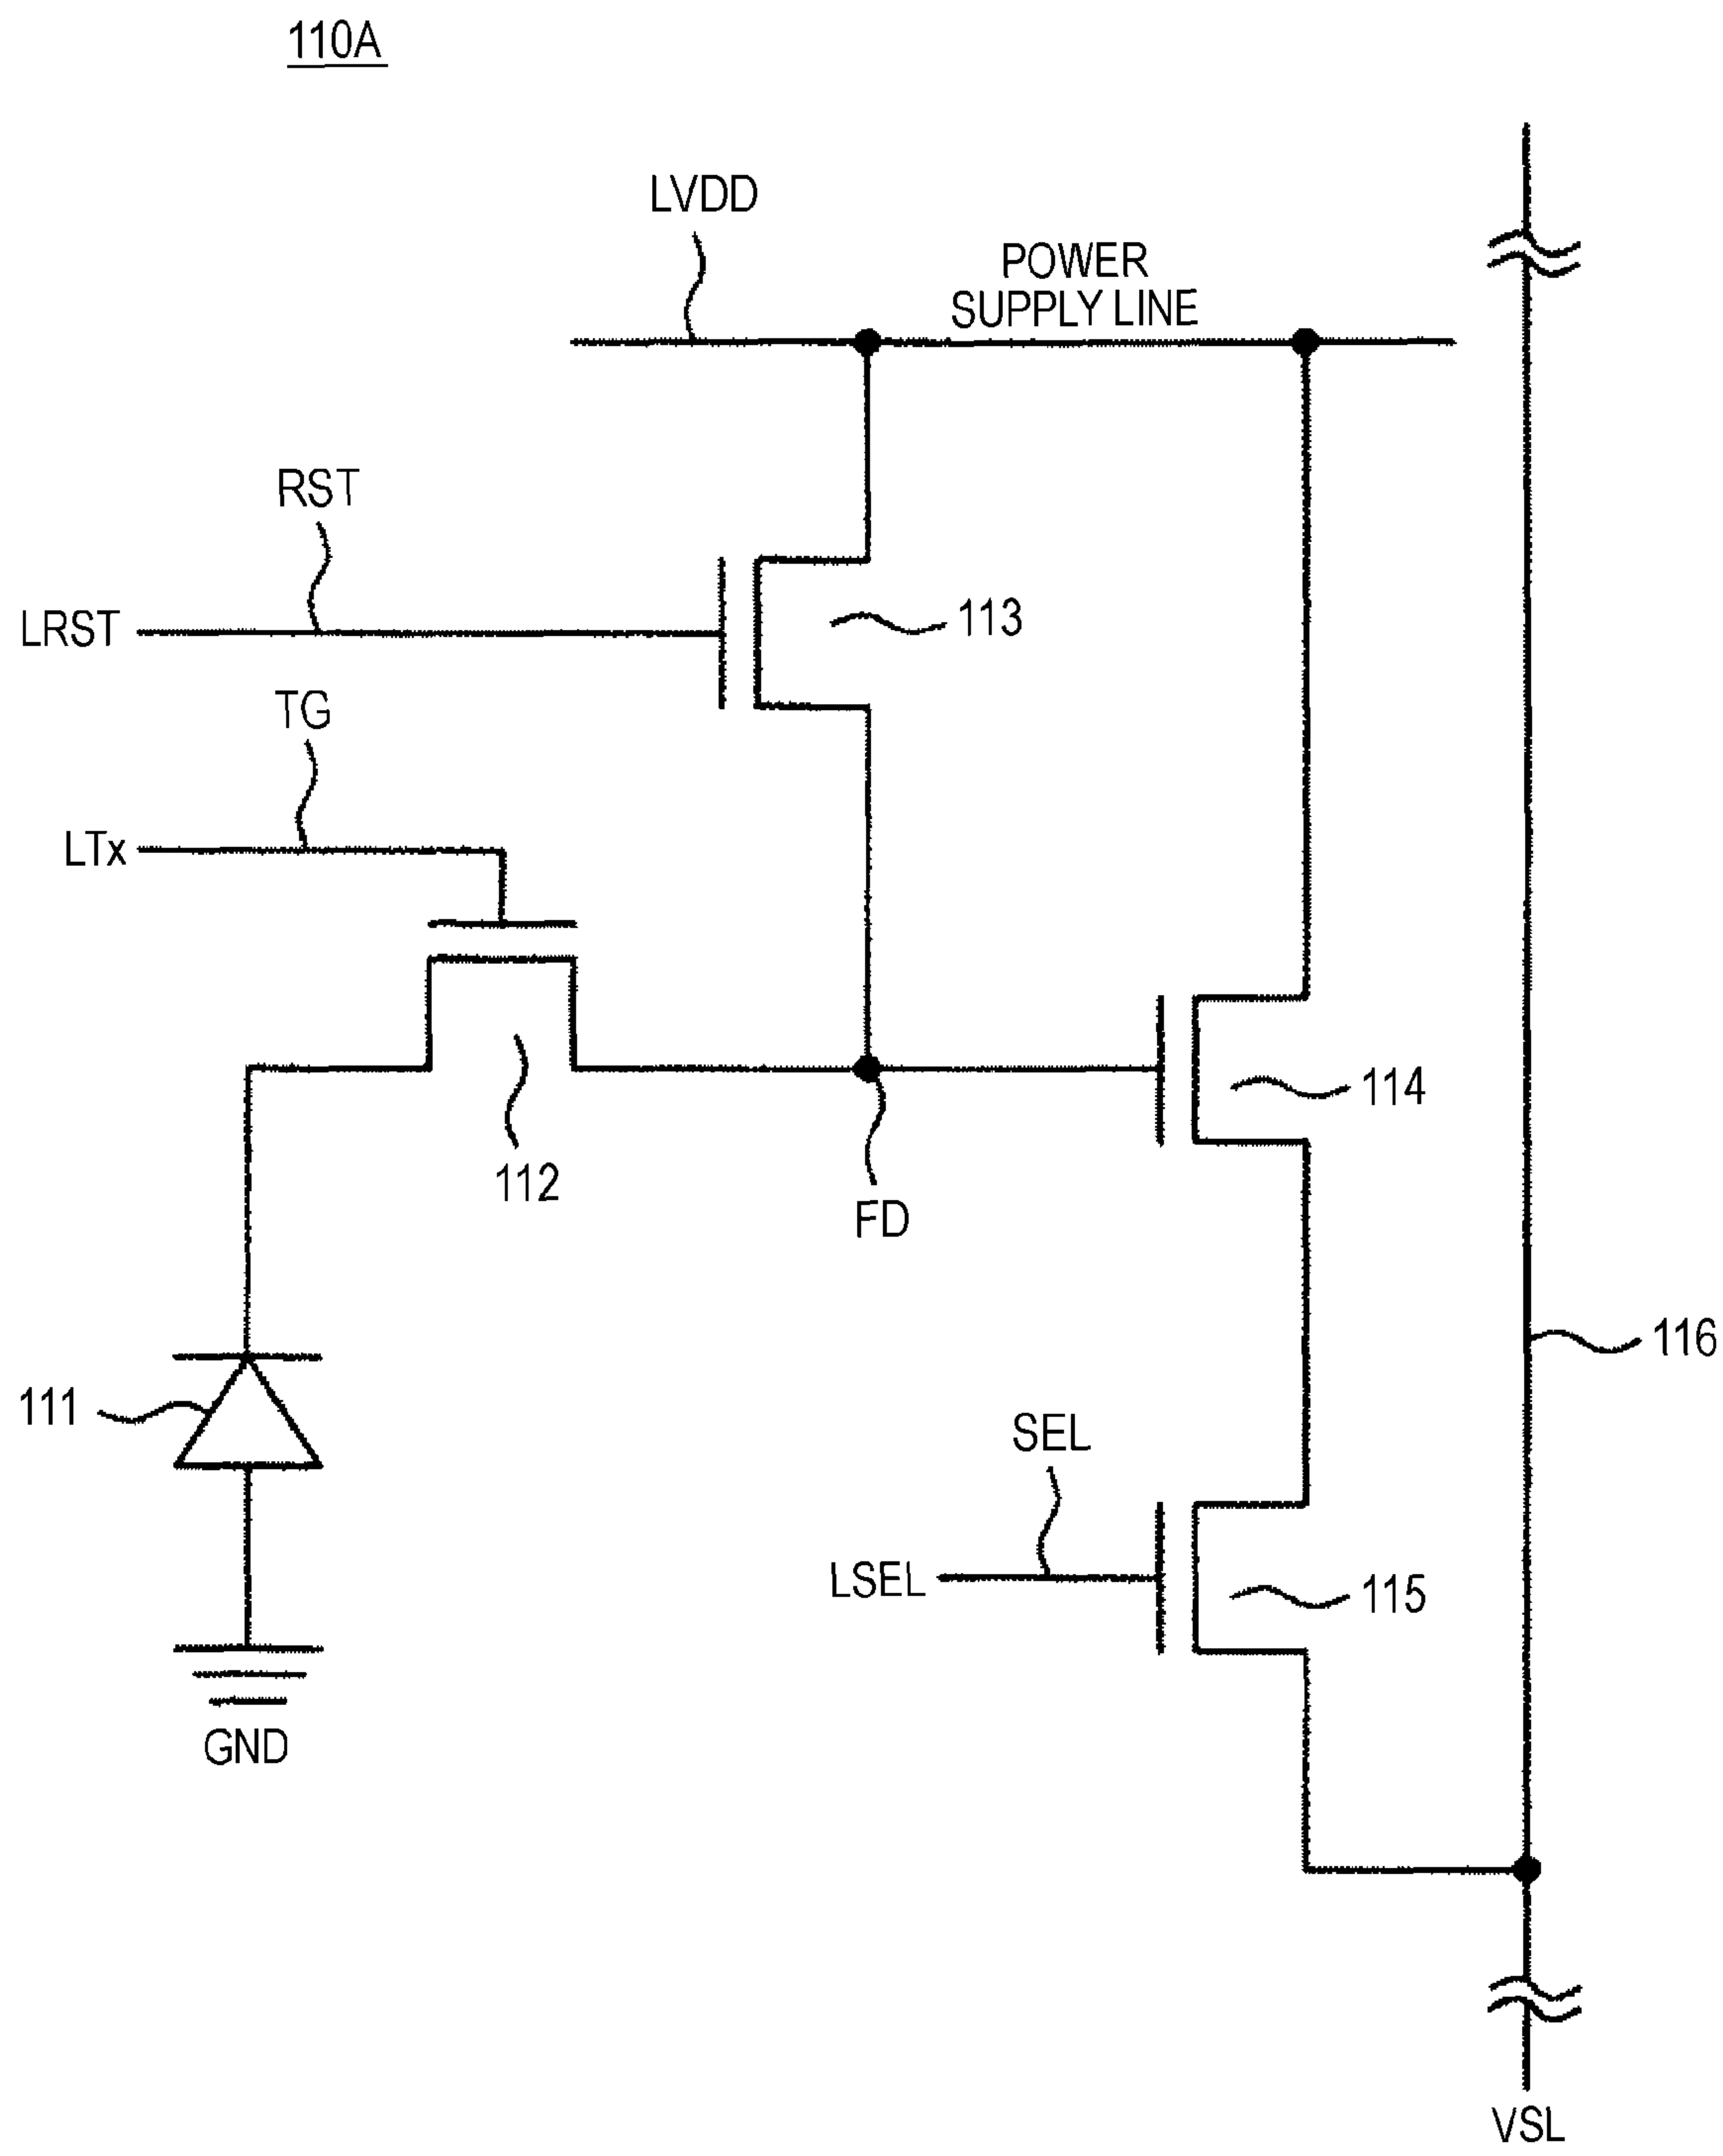 110A
LVDD
POWER
SUPPLY LINE
RST
LRST
113
TG
LTx
114
112
FD
116
111
SEL
LSEL
115
GND
VSL